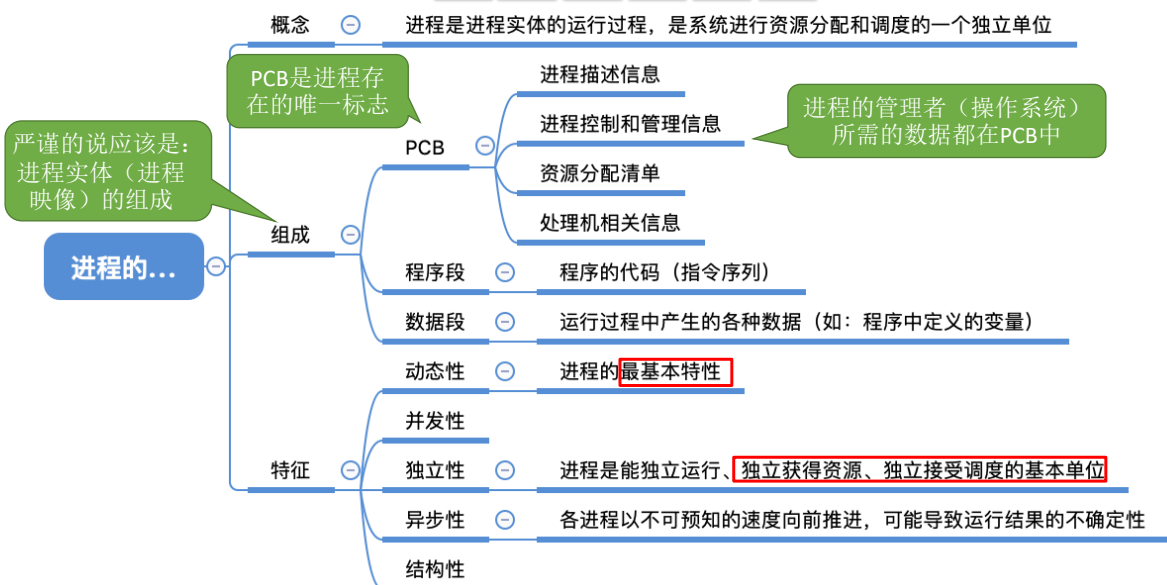 概念
进程是进程实体的运行过程，是系统进行资源分配和调度的一个独立单位
PCB是进程存
在的唯一标志
进程描述信息
进程控制和管理信息
进程的管理者（操作系统）
所需的数据都在PCB中
严谨的说应该是：
进程实体（进程
映像）的组成
PCB
资源分配清单
处理机相关信息
组成
进程的...
程序段
程序的代码（指令序列）
数据段
运行过程中产生的各种数据（如：程序中定义的变量）
动态性
进程的最基本特性
并发性
特征
独立性
进程是能独立运行、独立获得资源、独立接受调度的基本单位
异步性
各进程以不可预知的速度向前推进，可能导致运行结果的不确定性
结构性